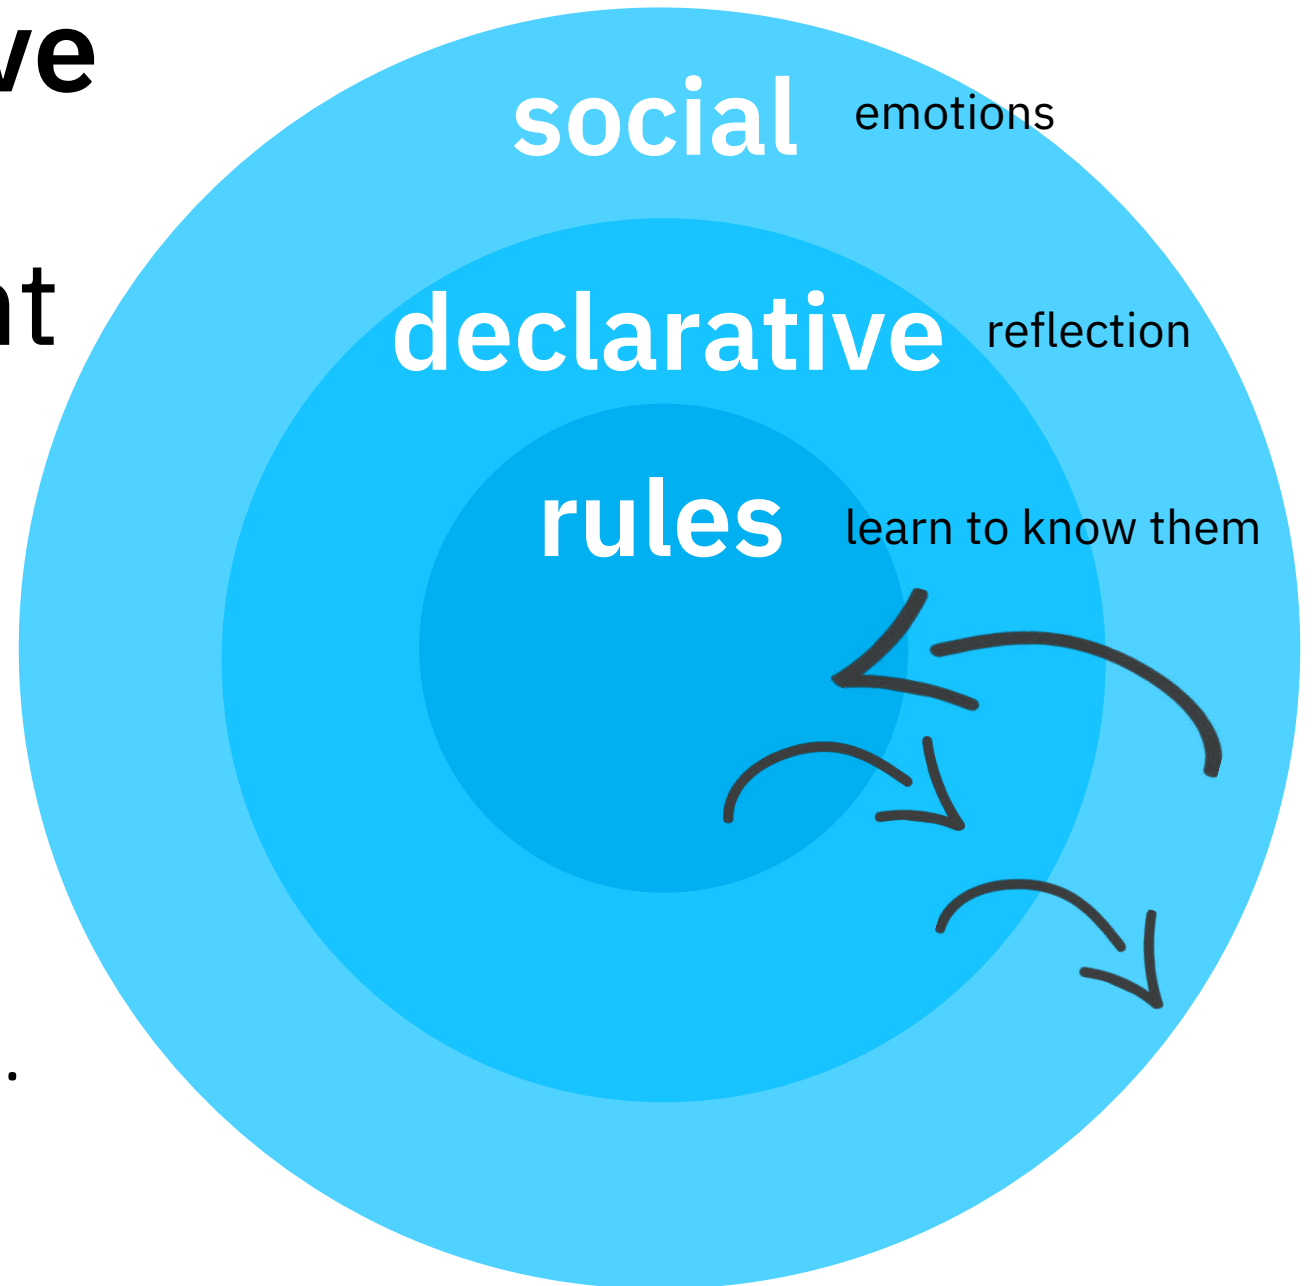 ve
social emotions
nt
declarative reflection
rules learn to know them
.